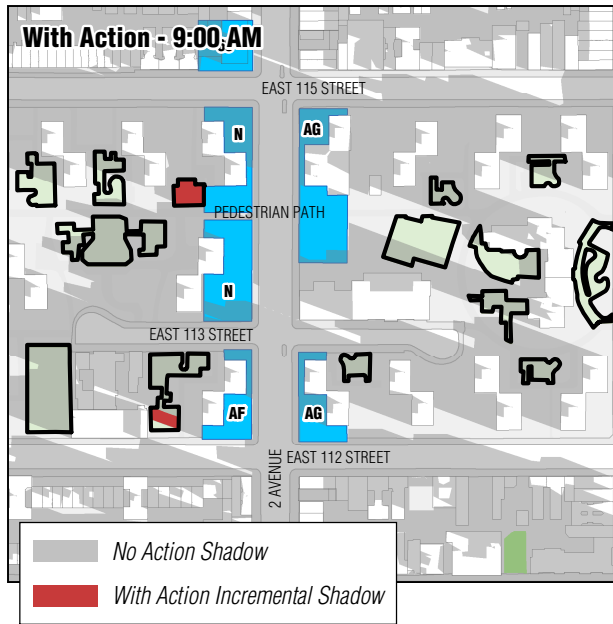 With Action - 9:00 AM
EAST 115 STREET
N
AG
PEDESTRIAN PATH
N
EAST 113 STREET
AF
AG
EAST 112 STREET
2 AVENUE
No Action Shadow
With Action Incremental Shadow